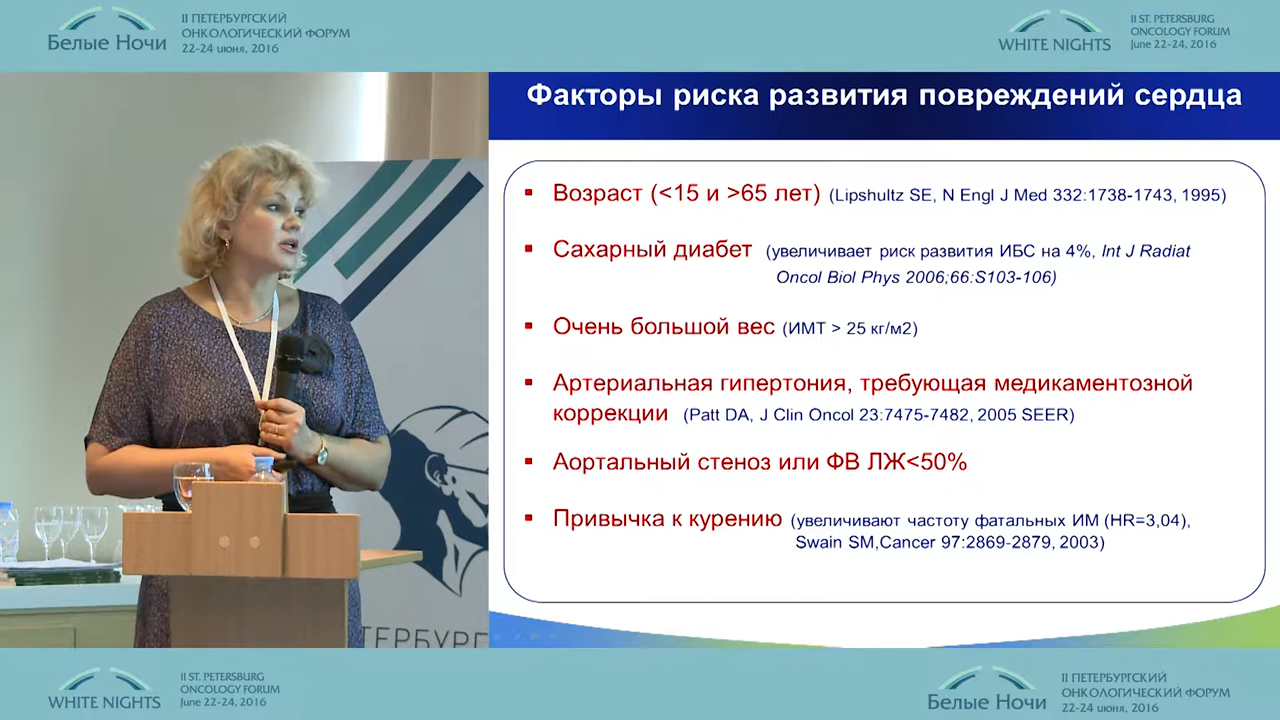 Белые Ночи
II ПЕТЕРБУРГСКИЙ
ОНКОЛОГИЧЕСКИЙ ФОРУМ
22-24 июня, 2016
WHITE NIGHTS
II ST. PETERSBURG
ONCOLOGY FORUM
June 22-24, 2016
Факторы риска развития повреждений сердца
▪ Возраст (<15 и >65 лет) (Lipshultz SE, N Engl J Med 332:1738-1743, 1995)
▪ Сахарный диабет (увеличивает риск развития ИБС на 4%, Int J Radiat
Oncol Biol Phys 2006;66:S103-106)
▪ Очень большой вес (ИМТ > 25 кг/м2)
▪ Артериальная гипертония, требующая медикаментозной
коррекции (Patt DA, J Clin Oncol 23:7475-7482, 2005 SEER)
▪ Аортальный стеноз или ФВ ЛЖ<50%
▪ Привычка к курению (увеличивают частоту фатальных ИМ (HR=3,04),
Swain SM,Cancer 97:2869-2879, 2003)
ТЕРБУРГ
WHITE NIGHTS
II ST. PETERSBURG
ONCOLOGY FORUM
June 22-24, 2016
Белые Ночи
II ПЕТЕРБУРГСКИЙ
ОНКОЛОГИЧЕСКИЙ ФОРУМ
22-24 июня, 2016